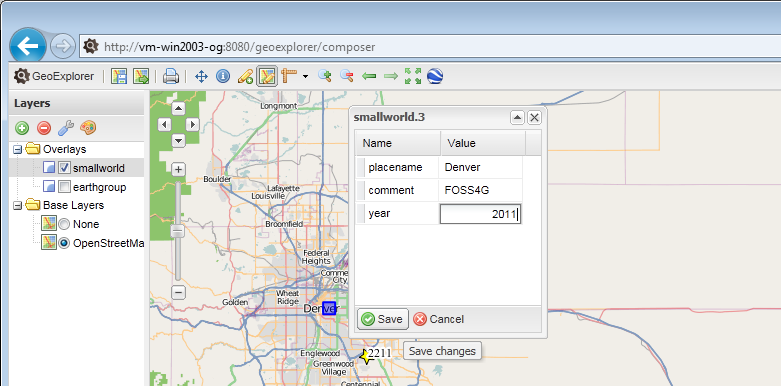 http://vm-win2003-og:8080/geoexplorer/composer
GeoExplorer
Layers
Overlays
smallworld
earthgroup
Base Layers
None
OpenStreetMa
Longmont
Boulder
Lafayette
Louisville
Broomfield
Federal
Heights
Commerce
City
Wheat
Ridge
Golden
Denver
Englewood
Greenwood
Village
Centennial
2211
smallworld.3
Name Value
placename Denver
comment FOSS4G
year 2011
Save Cancel
Save changes